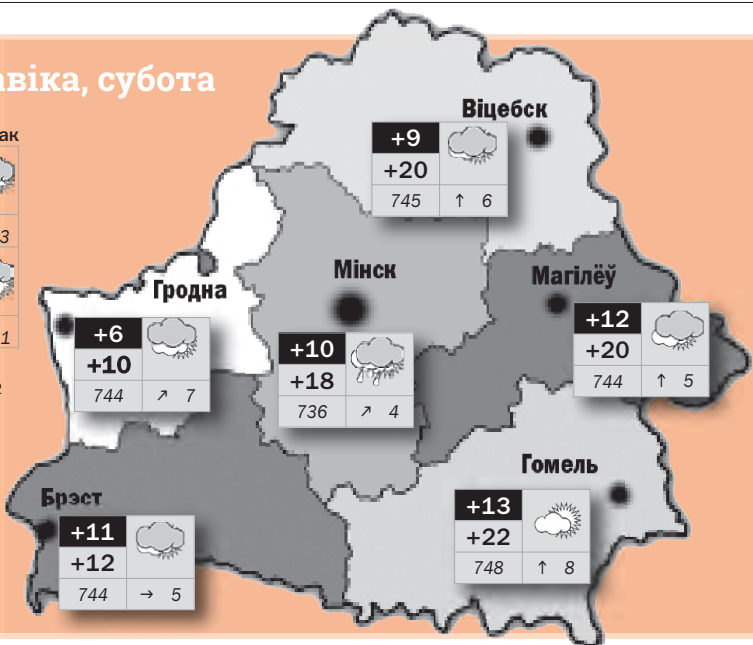 авіка, субота
ак
3
1
Віцебск
+9
+20
745 ↑ 6
Мінск
+10
+18
736 ↗ 4
Магілёў
+12
+20
744 ↑ 5
Гродна
+6
+10
744 ↗ 7
Гомель
+13
+22
748 ↑ 8
Брэст
+11
+12
744 → 5